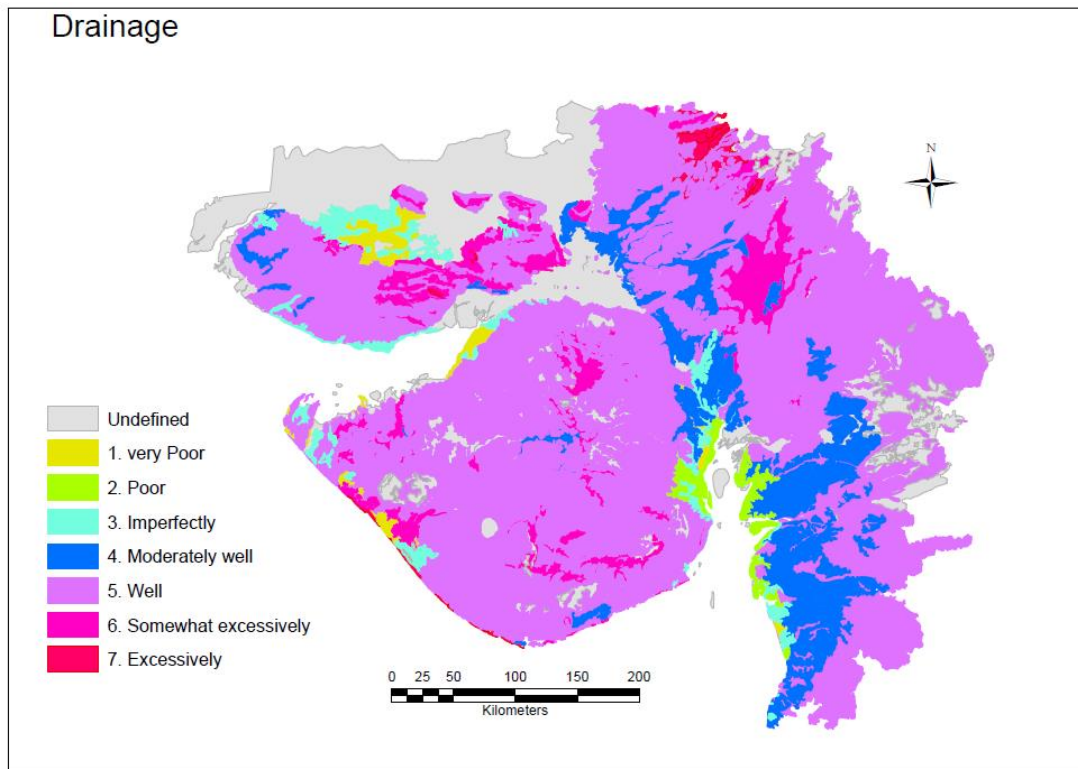 Drainage
N
Undefined
1. very Poor
2. Poor
3. Imperfectly
4. Moderately well
5. Well
6. Somewhat excessively
7. Excessively
0 25 50 100 150 200
Kilometers